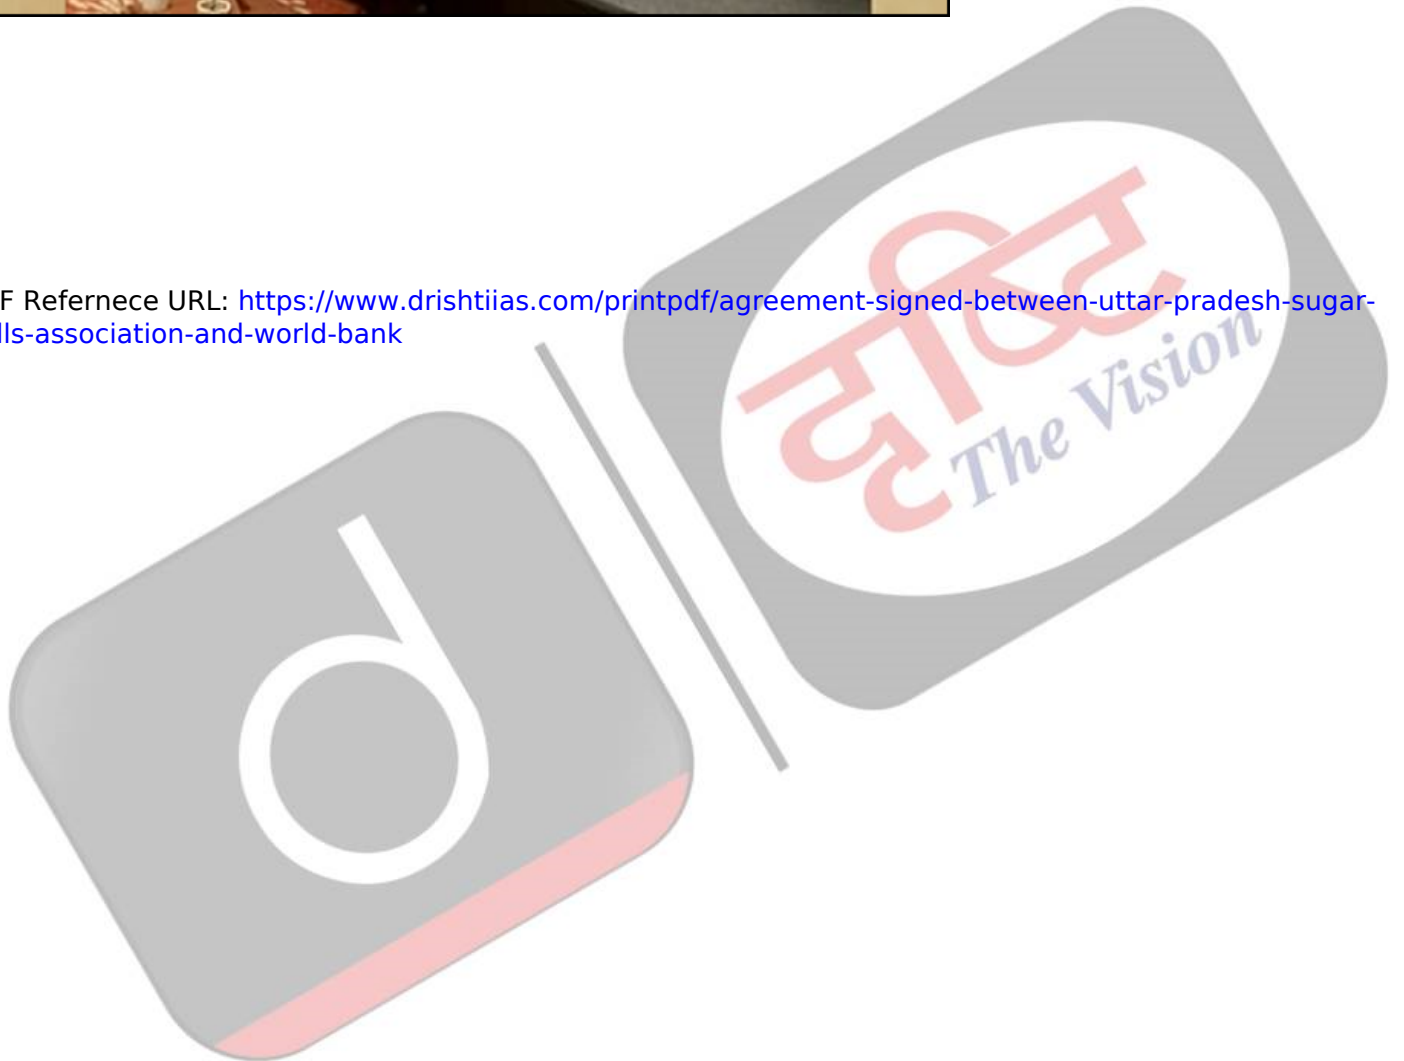 F Refernece URL: https://www.drishtiias.com/printpdf/agreement-signed-between-uttar-pradesh-sugar-
lls-association-and-world-bank
दृष्टि
The Vision
d